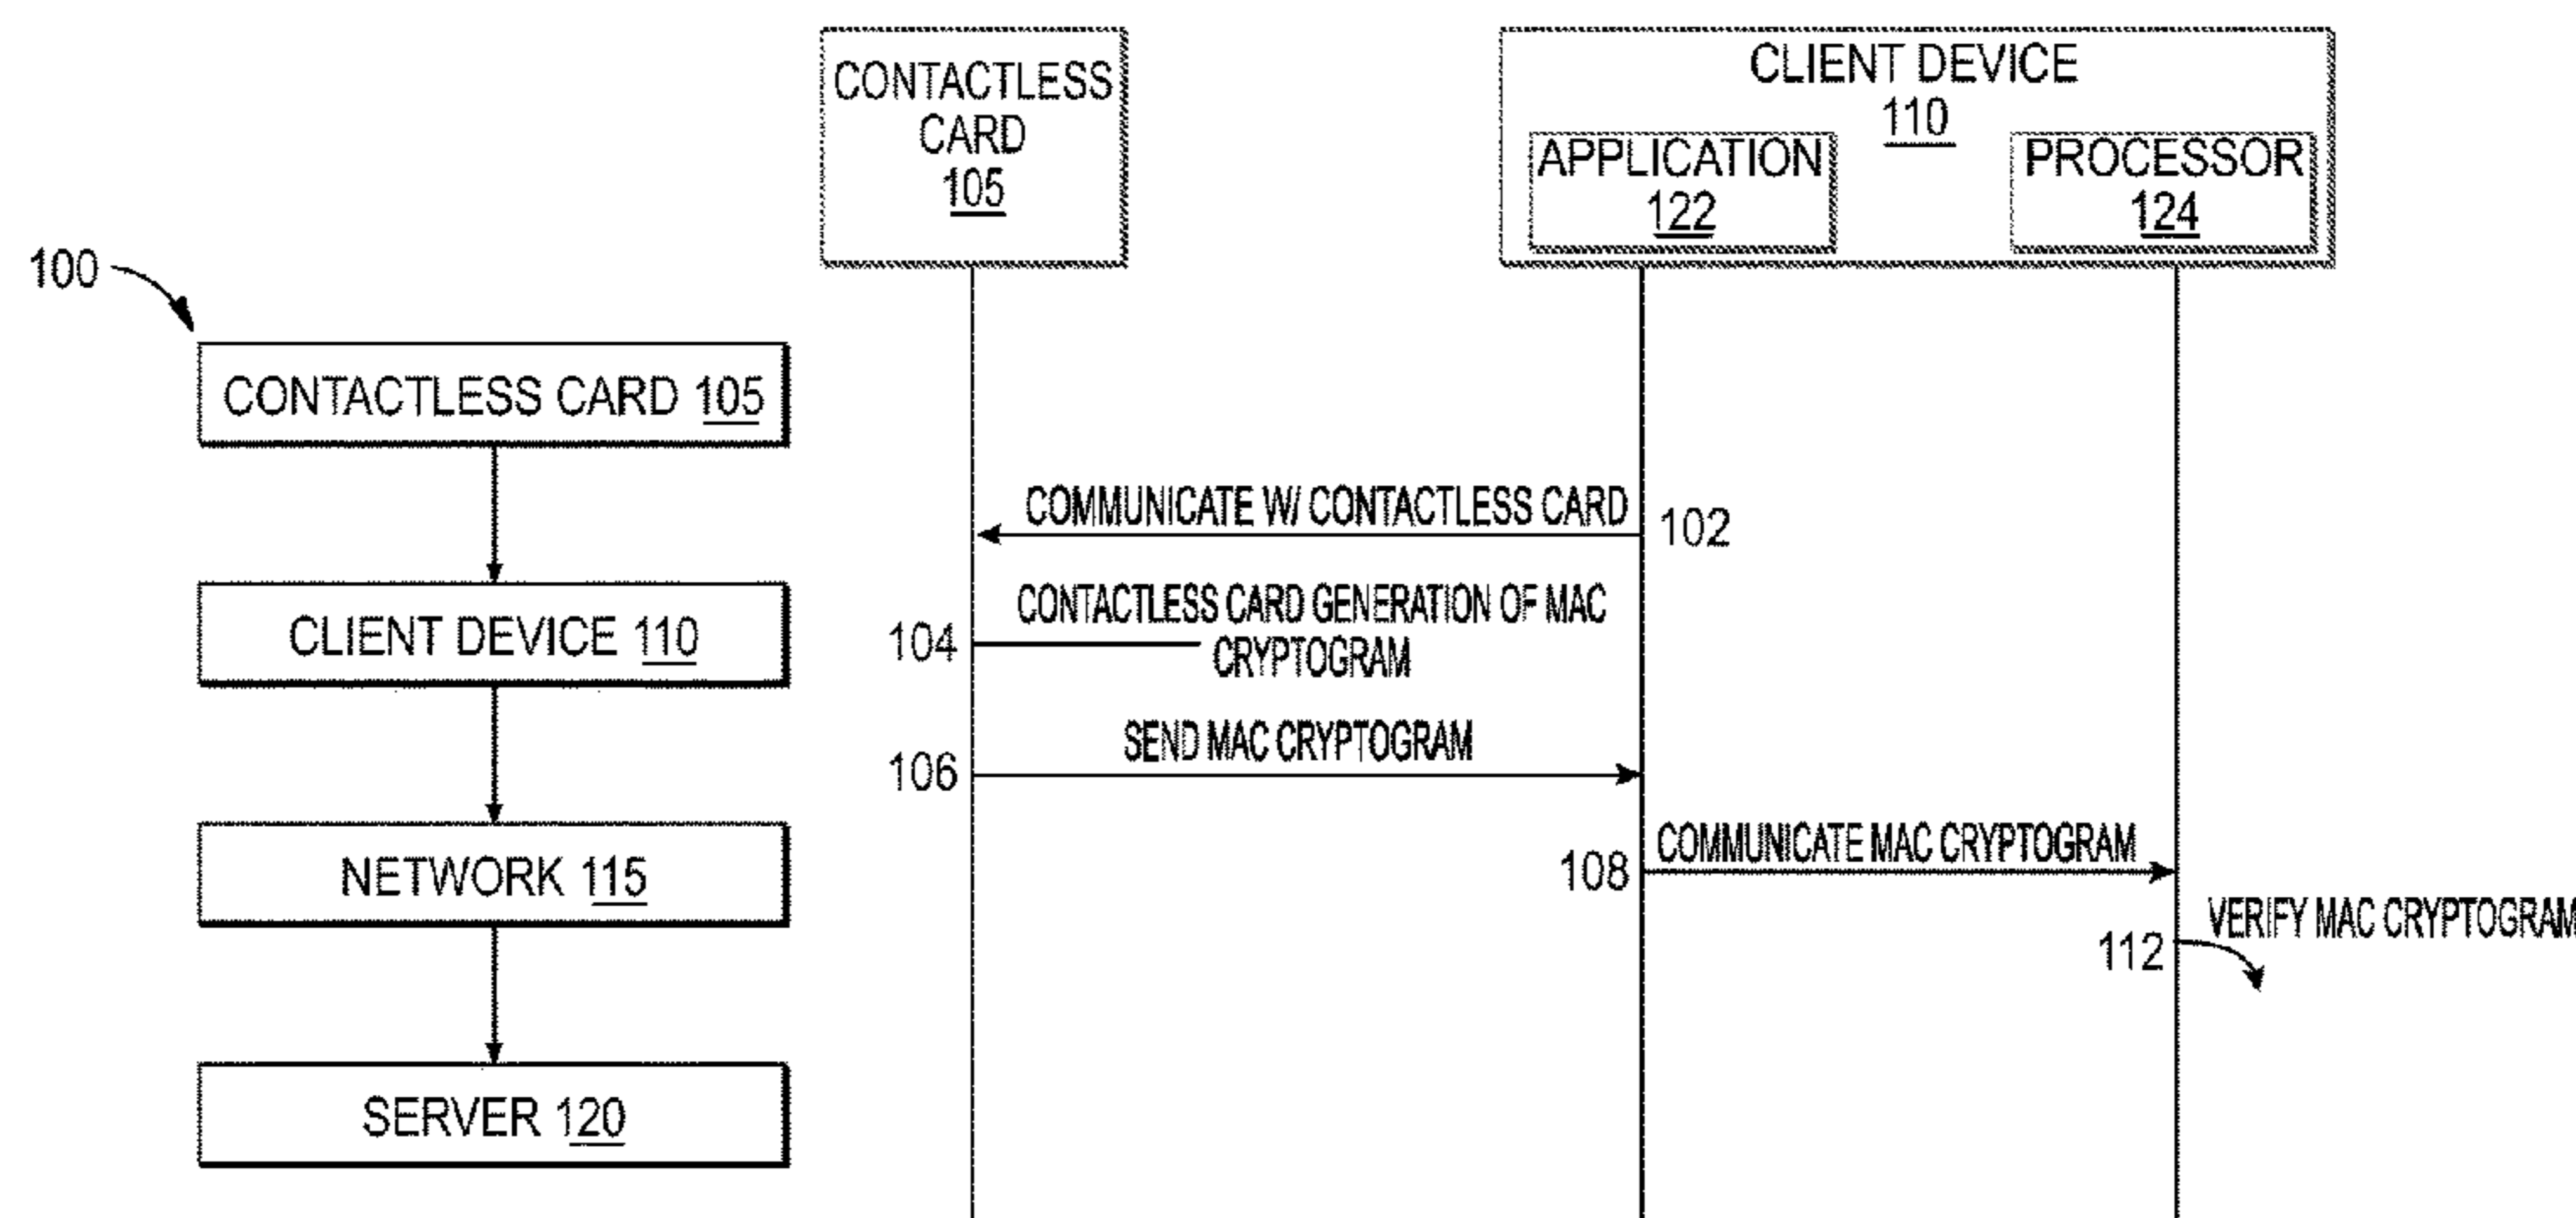 100
CONTACTLESS CARD 105
CLIENT DEVICE 110
NETWORK 115
SERVER 120
CONTACTLESS
CARD
105
CLIENT DEVICE
110
APPLICATION
122
PROCESSOR
124
COMMUNICATE W/ CONTACTLESS CARD
102
CONTACTLESS CARD GENERATION OF MAC
104
CRYPTOGRAM
SEND MAC CRYPTOGRAM
106
COMMUNICATE MAC CRYPTOGRAM
108
VERIFY MAC CRYPTOGRAM
112